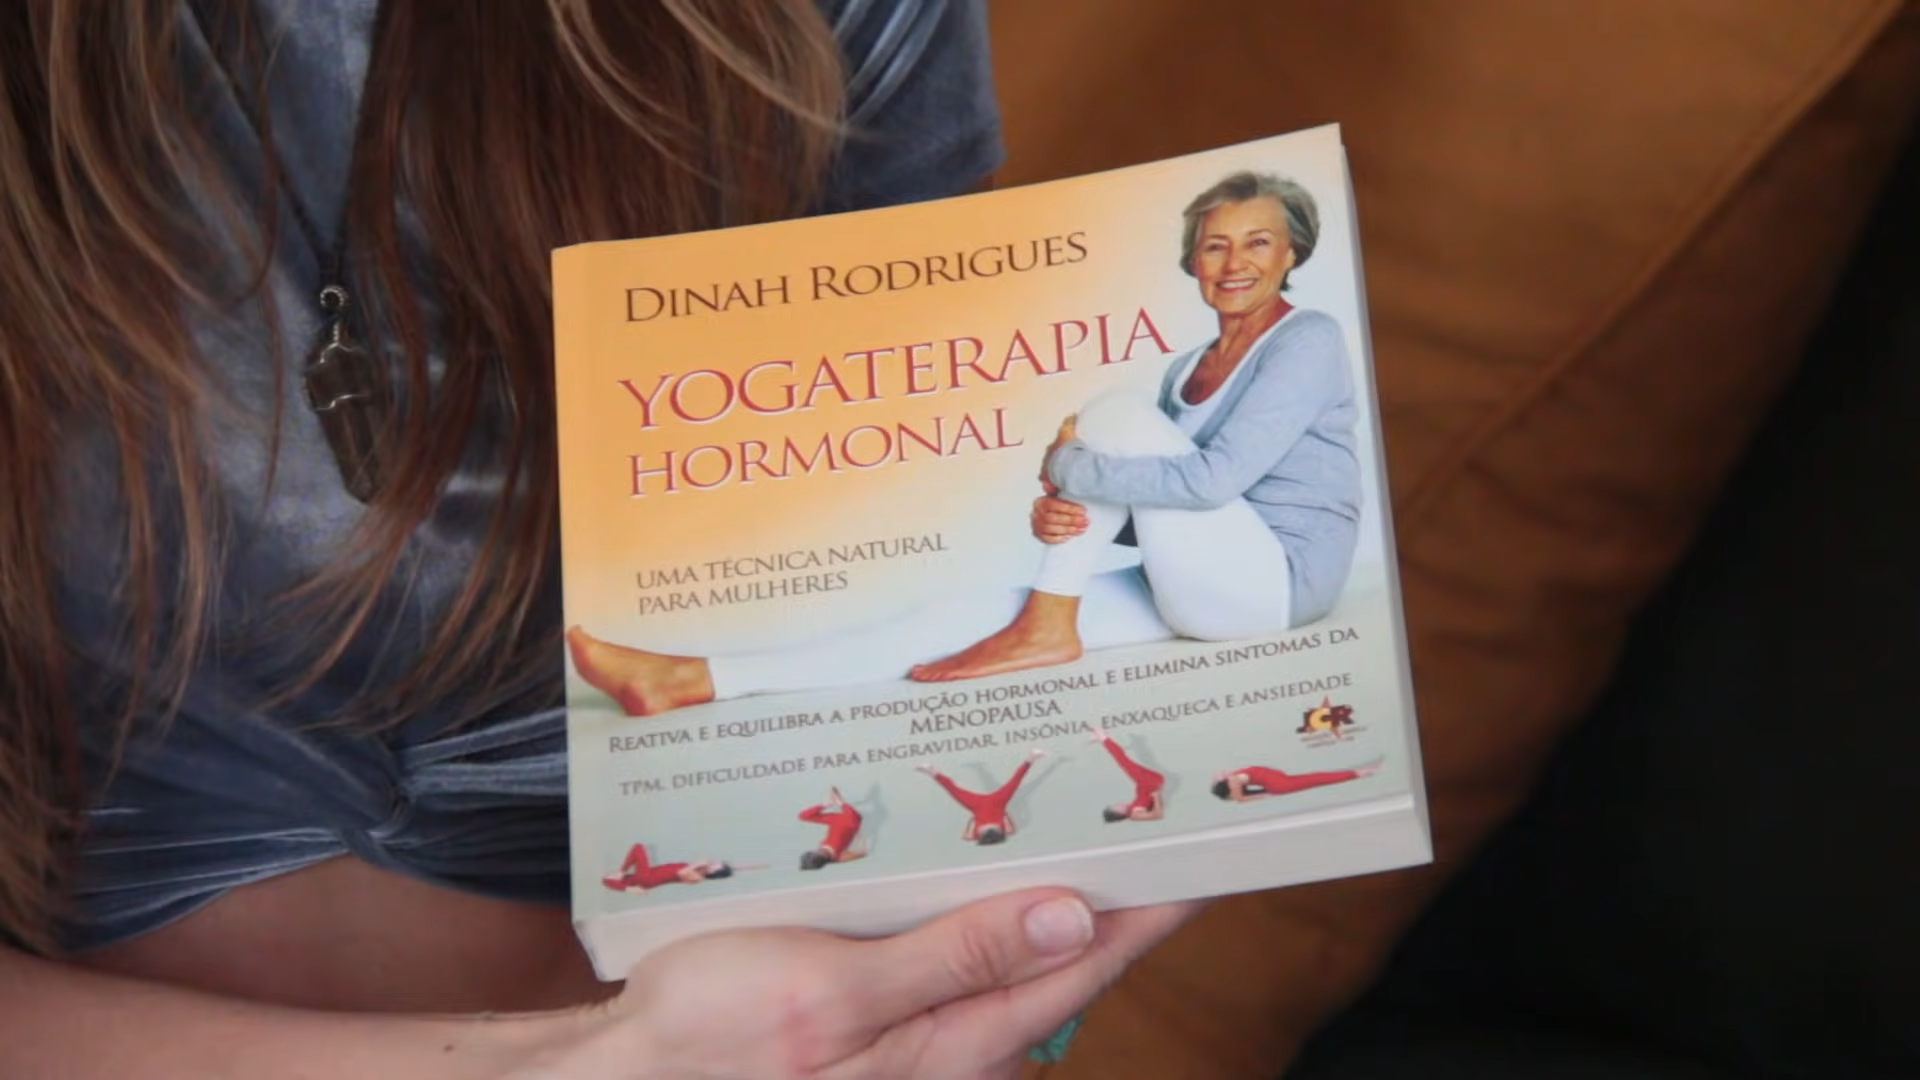 DINAH RODRIGUES
YOGATERAPIA
HORMONAL
UMA TÉCNICA NATURAL
PARA MULHERES
REATIVA E EQUILIBRA A PRODUÇÃO HORMONAL E ELIMINA SINTOMAS DA
MENOPAUSA
TPM, DIFICULDADE PARA ENGRAVIDAR, INSÔNIA, ENXAQUECA E ANSIEDADE